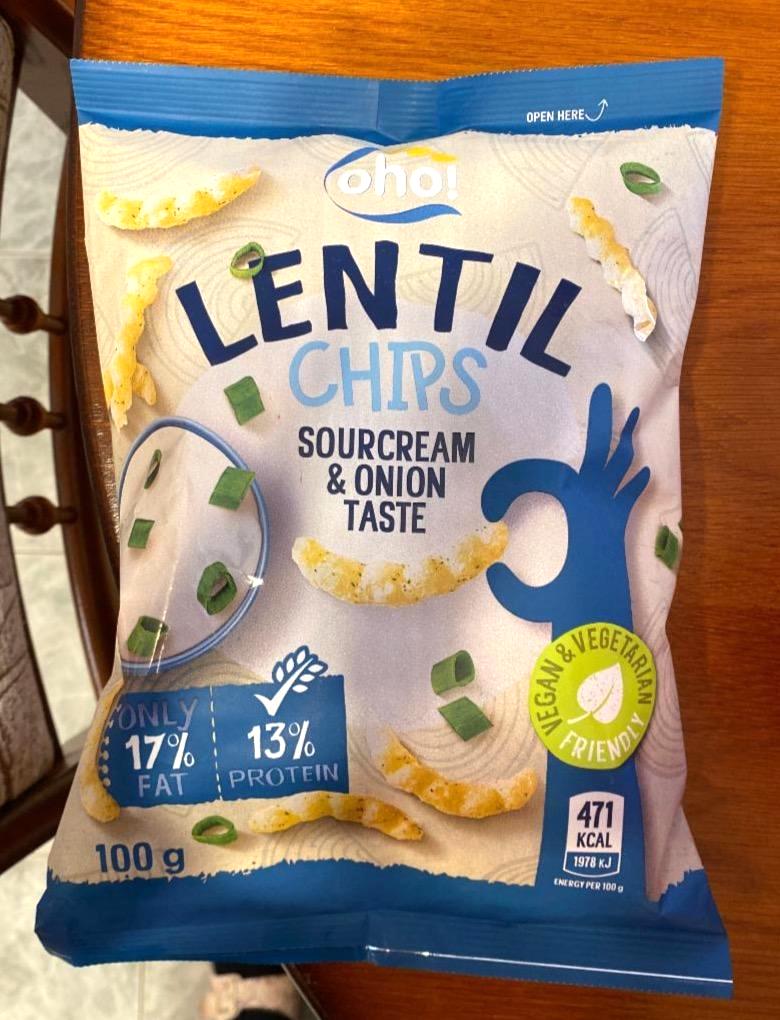 OPEN HERE
oho!
LENTIL
CHIPS
SOURCREAM
& ONION
TASTE
VEGAN & VEGETARIAN
FRIENDLY
ONLY
17%
FAT
13%
PROTEIN
471
KCAL
1978 KJ
ENERGY PER 100 g
100 g